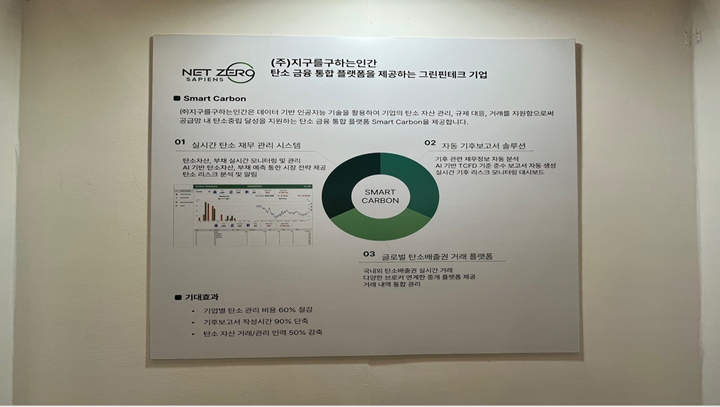 NET ZERO
SAPIENS
(주)지구를구하는인간
탄소 금융 통합 플랫폼을 제공하는 그린핀테크 기업
■ Smart Carbon
㈜지구를구하는인간은 데이터 기반 인공지능 기술을 활용하여 기업의 탄소 자산 관리, 규제 대응, 거래를 지원함으로써
공급망 내 탄소중립 달성을 지원하는 탄소 금융 통합 플랫폼 Smart Carbon을 제공합니다.
01 실시간 탄소 재무 관리 시스템
탄소자산, 부채 실시간 모니터링 및 관리
AI 기반 탄소자산, 부채 예측 통한 시장 전략 제공
탄소 리스크 분석 및 알림
02 자동 기후보고서 솔루션
기후 관련 재무정보 자동 분석
AI 기반 TCFD 기준 준수 보고서 자동 생성
실시간 기후 리스크 모니터링 대시보드
SMART
CARBON
03 글로벌 탄소배출권 거래 플랫폼
국내외 탄소배출권 실시간 거래
다양한 브로커 연계한 중개 플랫폼 제공
거래 내역 통합 관리
■ 기대효과
• 기업별 탄소 관리 비용 60% 절감
• 기후보고서 작성시간 90% 단축
• 탄소 자산 거래/관리 인력 50% 감축